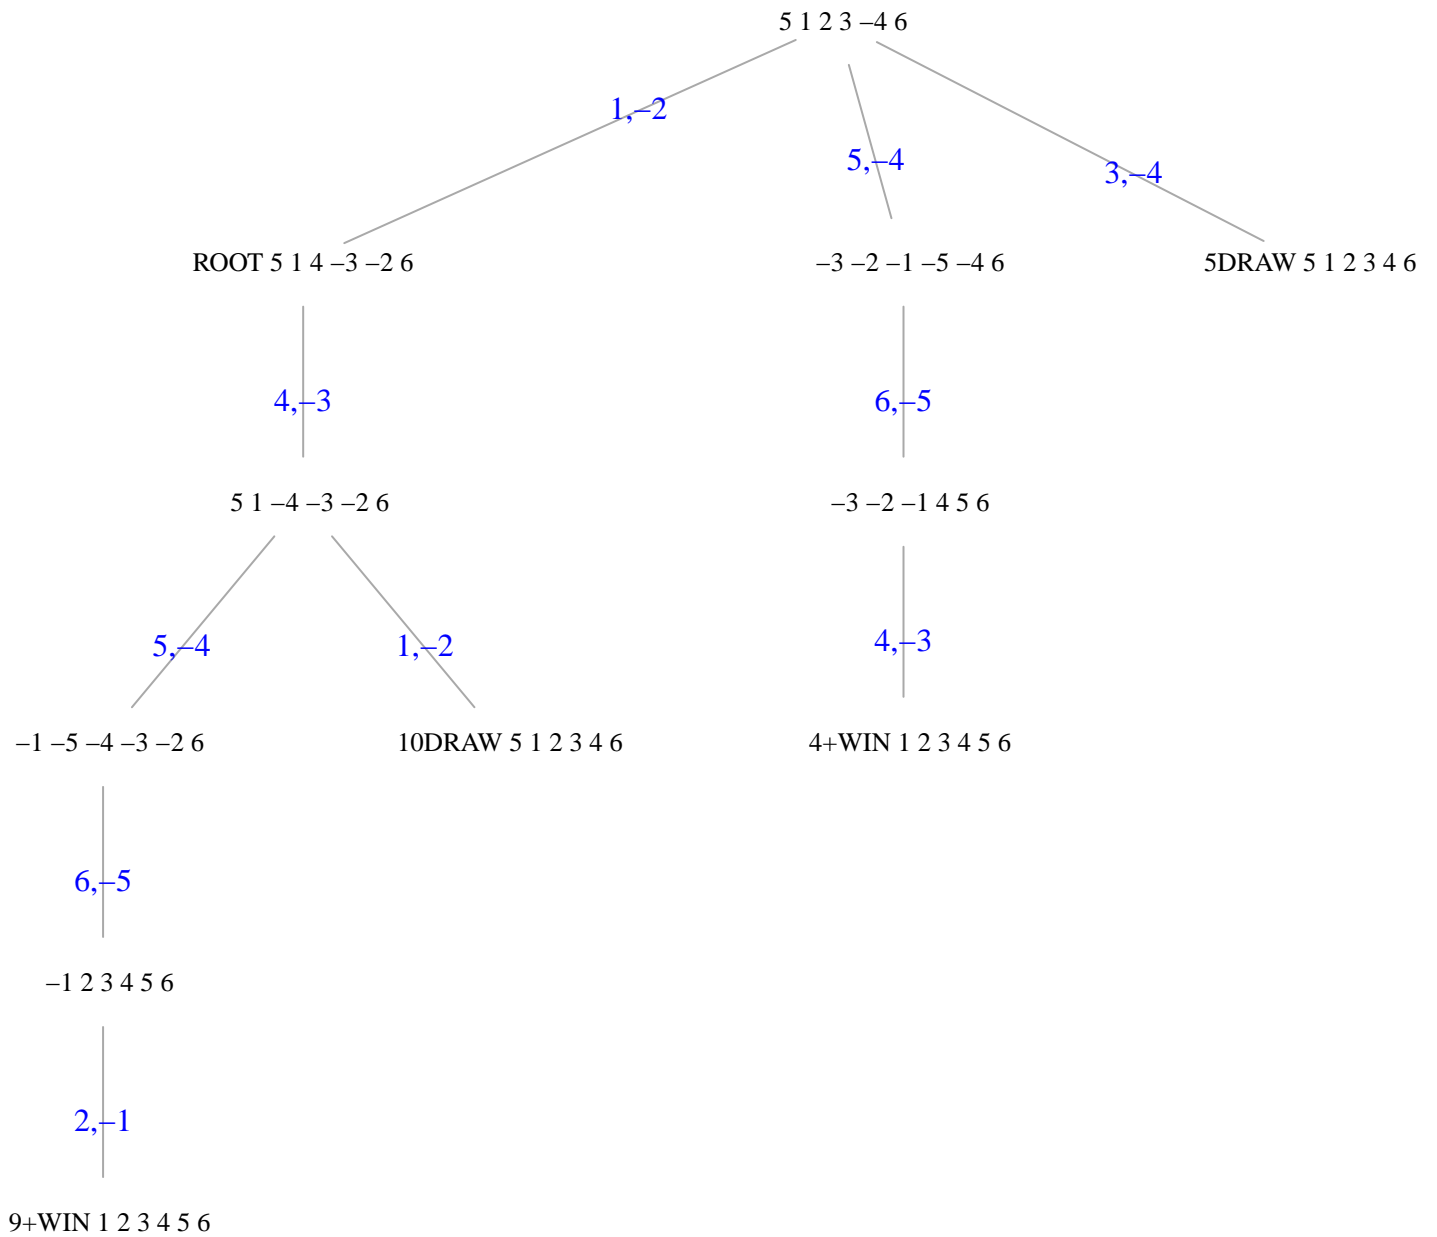 5 1 2 3 –4 6
1,–2
5,–4
3,–4
ROOT 5 1 4 –3 –2 6
–3 –2 –1 –5 –4 6
5DRAW 5 1 2 3 4 6
4,–3
6,–5
5 1 –4 –3 –2 6
–3 –2 –1 4 5 6
5,–4
1,–2
4,–3
–1 –5 –4 –3 –2 6
10DRAW 5 1 2 3 4 6
4+WIN 1 2 3 4 5 6
6,–5
–1 2 3 4 5 6
2,–1
9+WIN 1 2 3 4 5 6